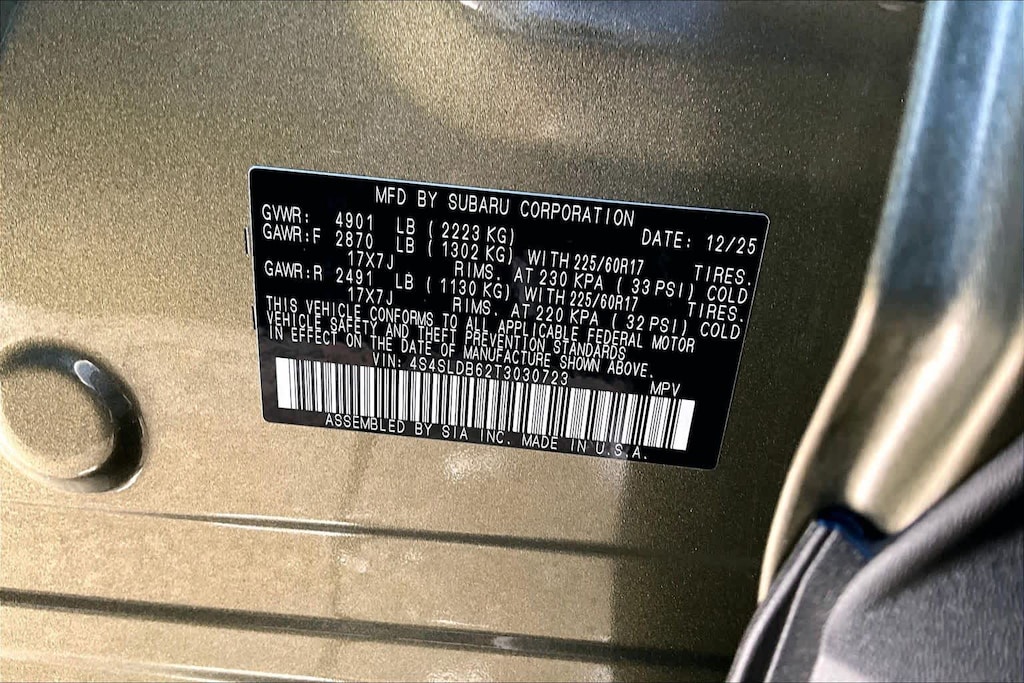 MFD BY SUBARU CORPORATION
GVWR: 4901 LB ( 2223 KG) DATE: 12/25
GAWR:F 2870 LB ( 1302 KG) WITH 225/60R17 TIRES.
17X7J RIMS. AT 230 KPA ( 33 PSI) COLD
GAWR:R 2491 LB ( 1130 KG) WITH 225/60R17 TIRES.
17X7J RIMS. AT 220 KPA ( 32 PSI) COLD
THIS VEHICLE CONFORMS TO ALL APPLICABLE FEDERAL MOTOR
VEHICLE SAFETY AND THEFT PREVENTION STANDARDS
IN EFFECT ON THE DATE OF MANUFACTURE SHOWN ABOVE.
VIN: 4S4SLDB62T3030723 MPV
ASSEMBLED BY SIA INC. MADE IN U.S.A.